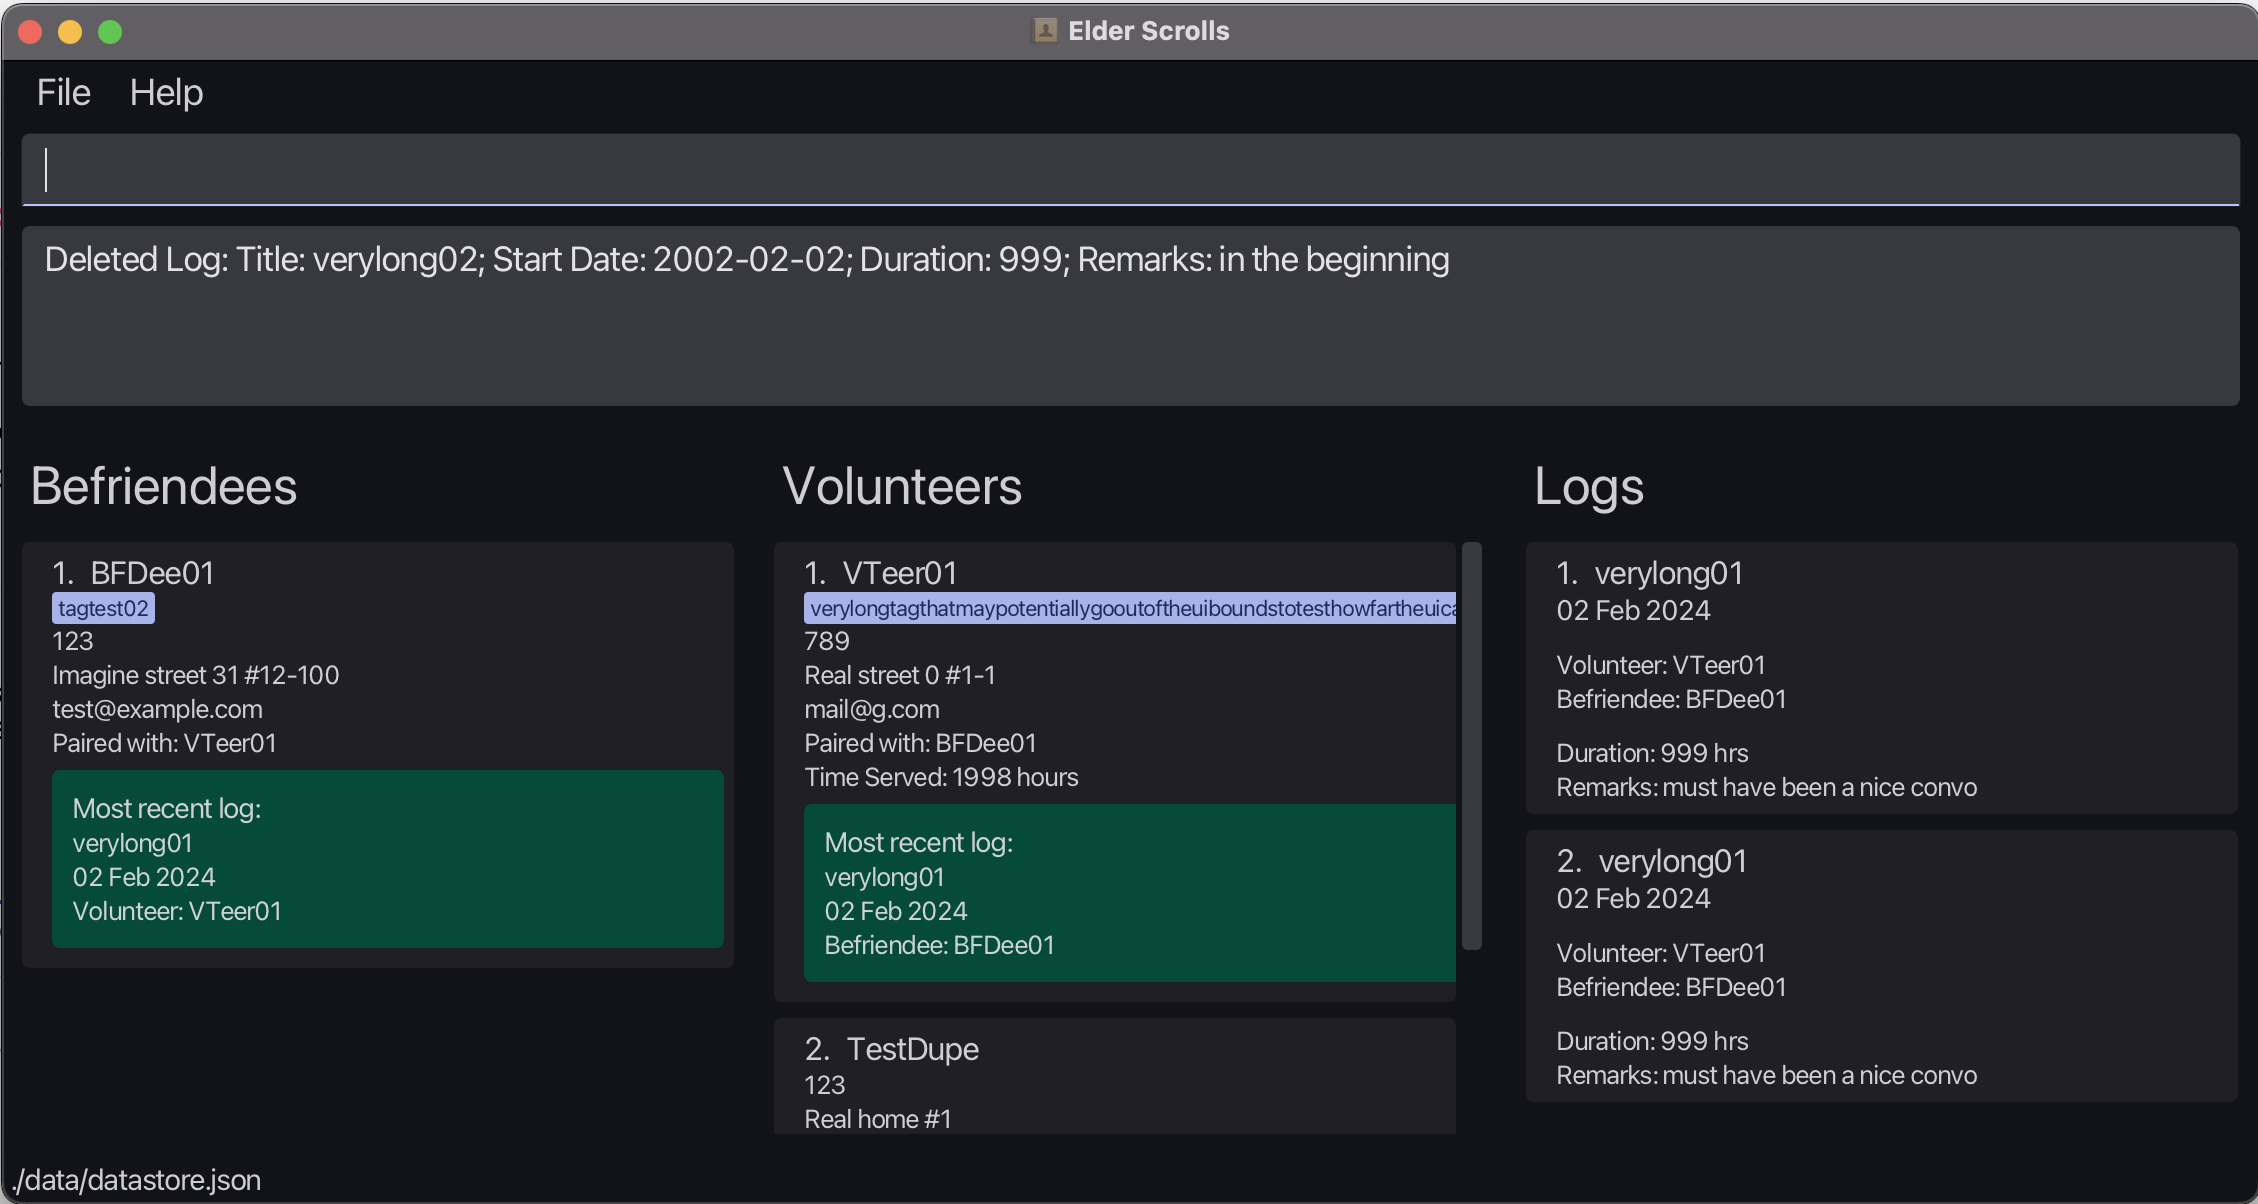 Elder Scrolls
File Help
Deleted Log: Title: verylong02; Start Date: 2002-02-02; Duration: 999; Remarks: in the beginning
Befriendees
1. BFDee01
tagtest02
123
Imagine street 31 #12-100
test@example.com
Paired with: VTeer01
Most recent log:
verylong01
02 Feb 2024
Volunteer: VTeer01
Volunteers
1. VTeer01
verylongtagthatmaypotentiallygooutoftheuiboundstotesthowfartheuica
789
Real street 0 #1-1
mail@g.com
Paired with: BFDee01
Time Served: 1998 hours
Most recent log:
verylong01
02 Feb 2024
Befriendee: BFDee01
2. TestDupe
123
Real home #1
Logs
1. verylong01
02 Feb 2024
Volunteer: VTeer01
Befriendee: BFDee01
Duration: 999 hrs
Remarks: must have been a nice convo
2. verylong01
02 Feb 2024
Volunteer: VTeer01
Befriendee: BFDee01
Duration: 999 hrs
Remarks: must have been a nice convo
./data/datastore.json